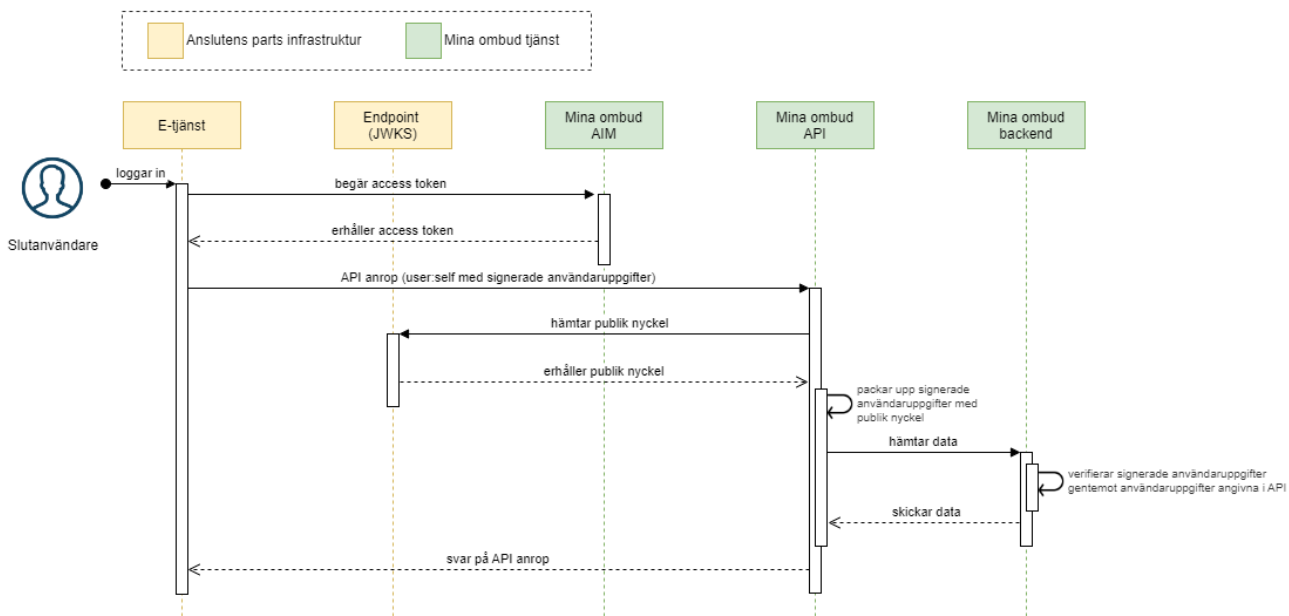 Anslutens parts infrastruktur
Mina ombud tjänst
E-tjänst
Endpoint
(JWKS)
Mina ombud
AIM
Mina ombud
API
Mina ombud
backend
Slutanvändare
loggar in
begär access token
erhåller access token
API anrop (user:self med signerade användaruppgifter)
hämtar publik nyckel
erhåller publik nyckel
packar upp signerade
användaruppgifter med
publik nyckel
hämtar data
verifierar signerade användaruppgifter
gentemot användaruppgifter angivna i API
skickar data
svar på API anrop